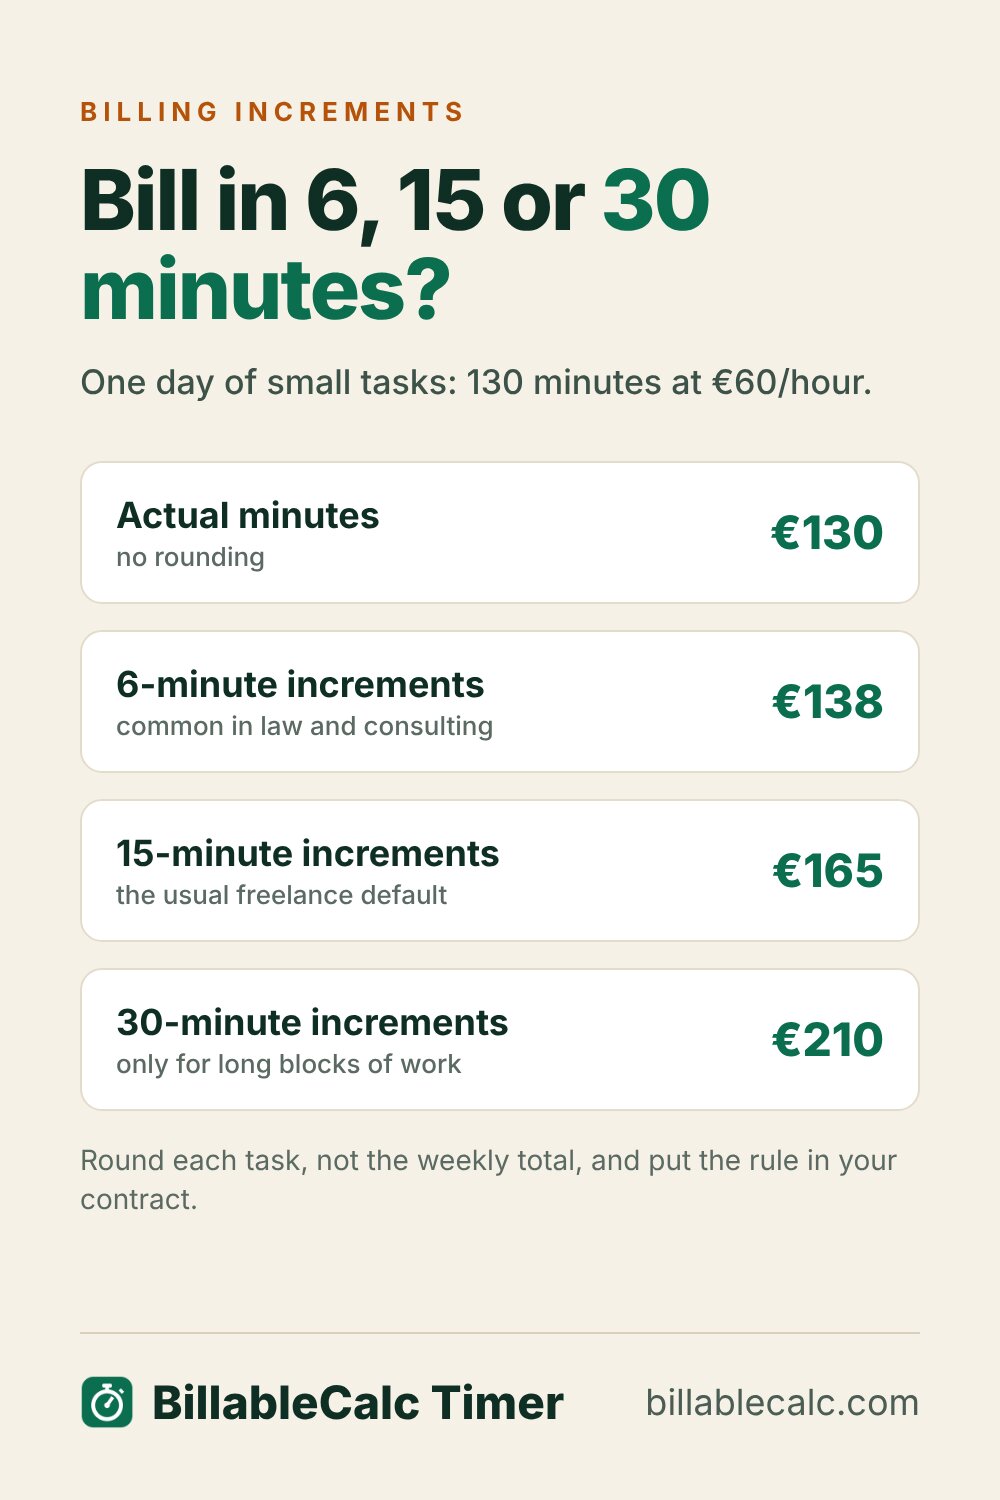 BILLING INCREMENTS
Bill in 6, 15 or 30
minutes?
One day of small tasks: 130 minutes at €60/hour.
Actual minutes
no rounding
€130
6-minute increments
common in law and consulting
€138
15-minute increments
the usual freelance default
€165
30-minute increments
only for long blocks of work
€210
Round each task, not the weekly total, and put the rule in your
contract.
BillableCalc Timer
billablecalc.com